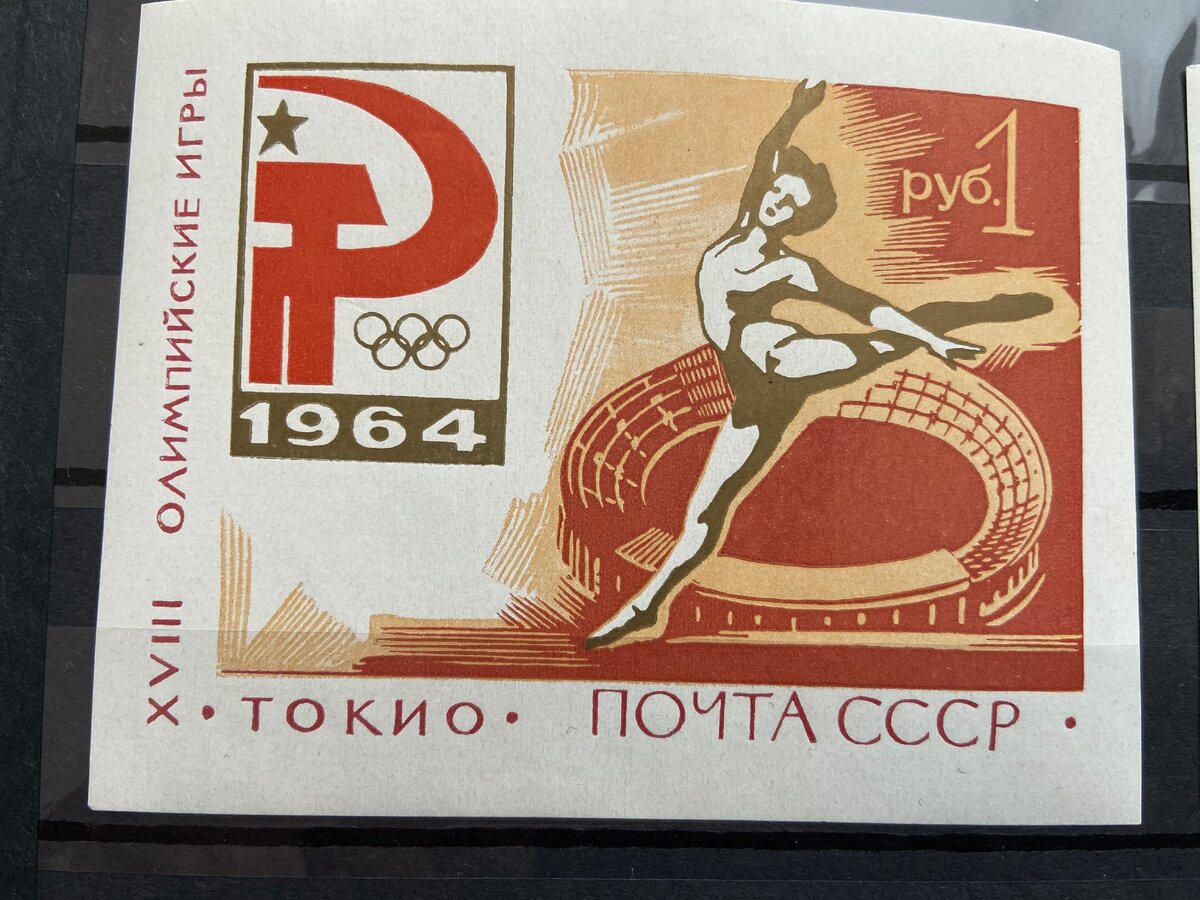 XVIII ОЛИМПИЙСКИЕ ИГРЫ
1964
руб. 1
• ТОКИО • ПОЧТА СССР •